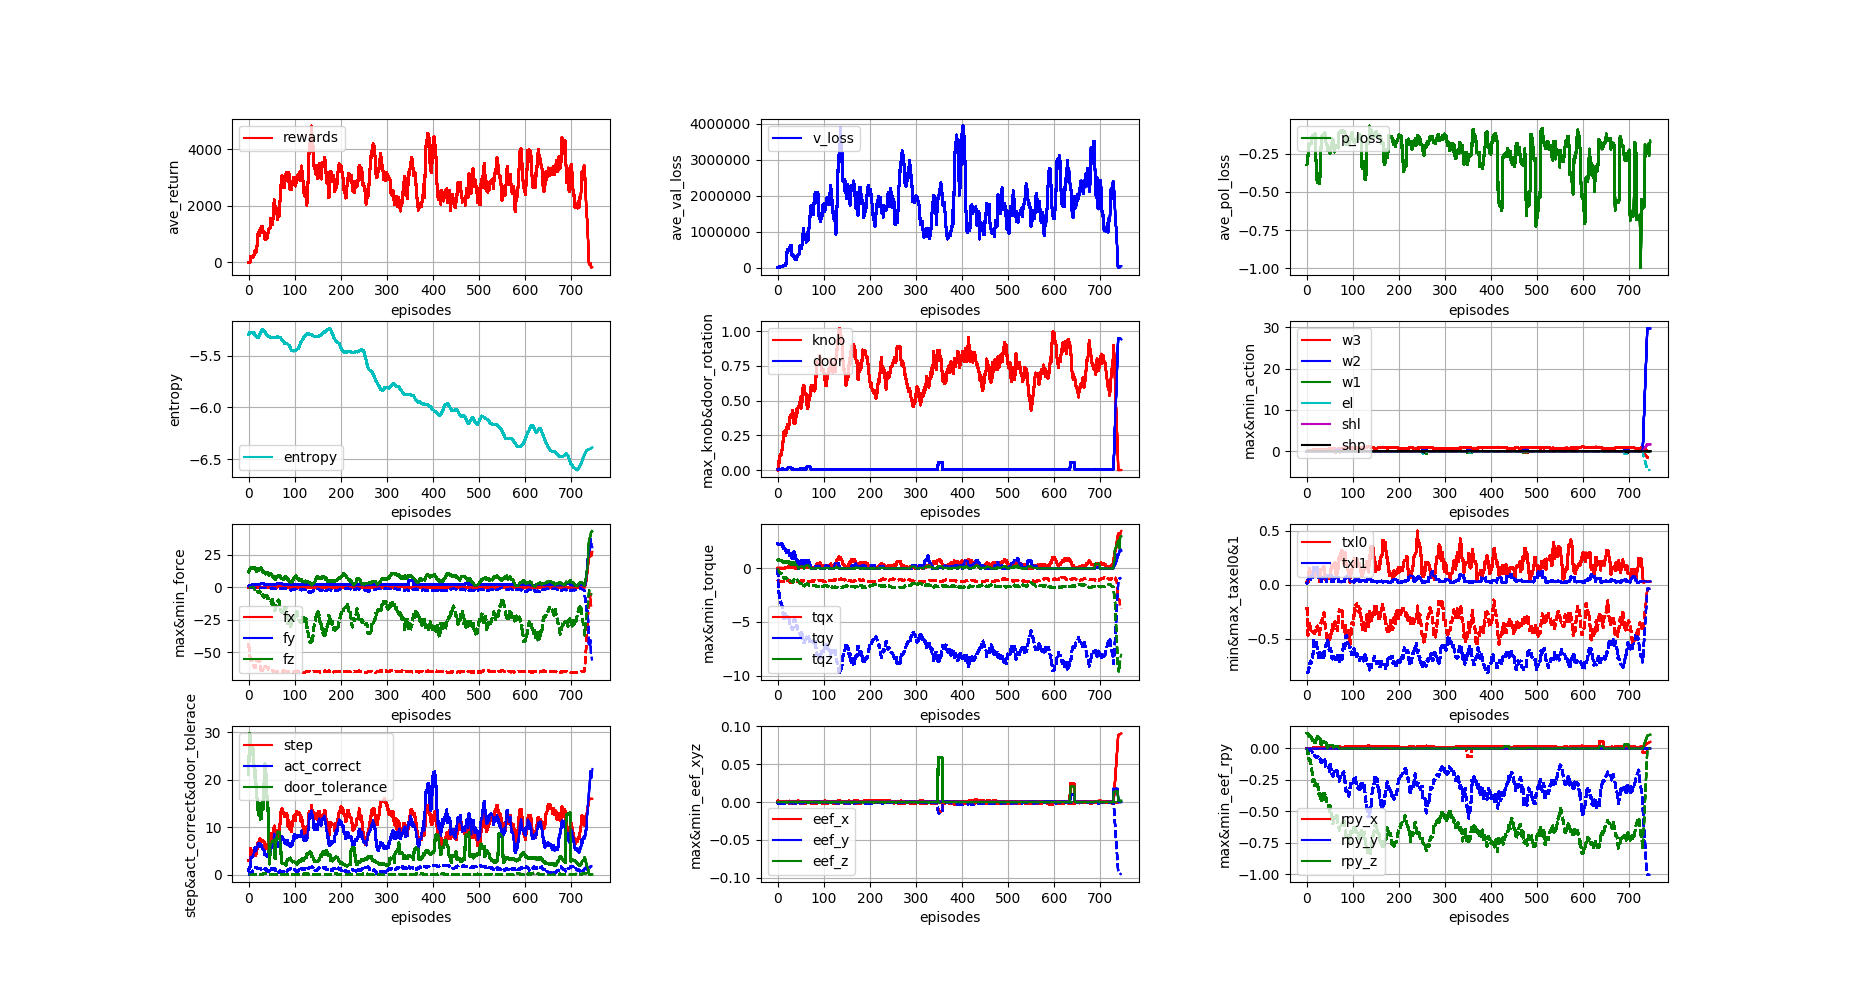 ave_return
4000
2000
0
rewards
0 100 200 300 400 500 600 700
episodes
ave_val_loss
4000000
3000000
2000000
1000000
0
v_loss
0 100 200 300 400 500 600 700
episodes
ave_pol_loss
−0.25
−0.50
−0.75
−1.00
p_loss
0 100 200 300 400 500 600 700
episodes
entropy
−5.5
−6.0
−6.5
entropy
0 100 200 300 400 500 600 700
episodes
max_knob&door_rotation
1.00
0.75
0.50
0.25
0.00
knob
door
0 100 200 300 400 500 600 700
episodes
max&min_action
30
20
10
0
w3
w2
w1
el
shl
shp
0 100 200 300 400 500 600 700
episodes
max&min_force
25
0
−25
−50
fx
fy
fz
0 100 200 300 400 500 600 700
episodes
max&min_torque
0
−5
−10
tqx
tqy
tqz
0 100 200 300 400 500 600 700
episodes
min&max_taxel0&1
0.5
0.0
−0.5
txl0
txl1
0 100 200 300 400 500 600 700
episodes
step&act_correct&door_tolerace
30
20
10
0
step
act_correct
door_tolerance
0 100 200 300 400 500 600 700
episodes
max&min_eef_xyz
0.10
0.05
0.00
−0.05
−0.10
eef_x
eef_y
eef_z
0 100 200 300 400 500 600 700
episodes
max&min_eef_rpy
0.00
−0.25
−0.50
−0.75
−1.00
rpy_x
rpy_y
rpy_z
0 100 200 300 400 500 600 700
episodes